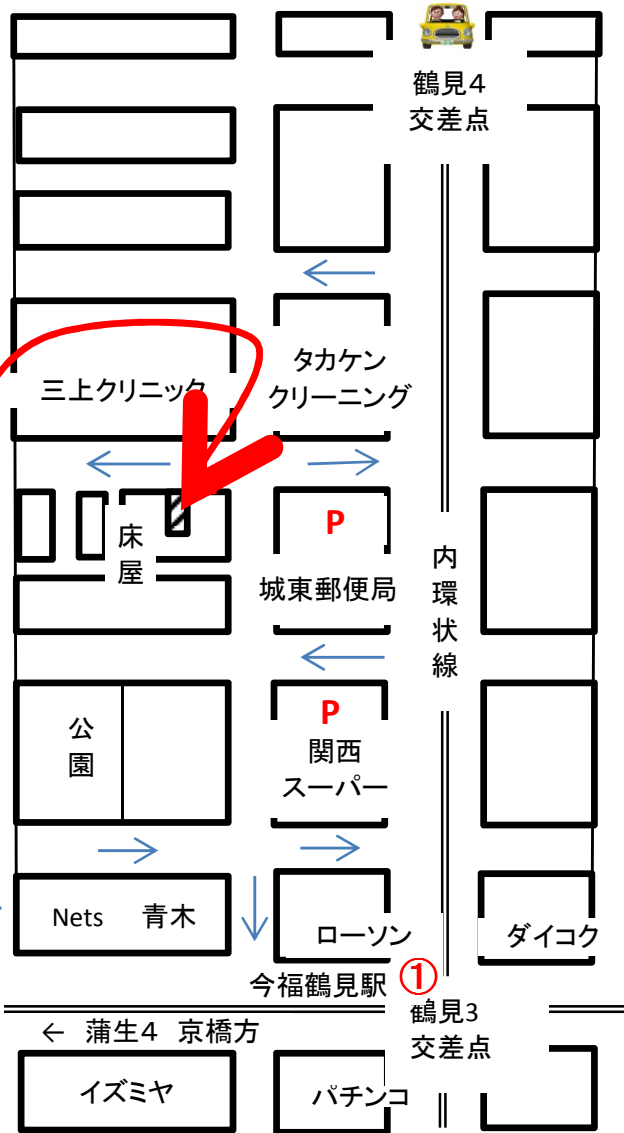 鶴見4
交差点
タカケン
クリーニング
三上クリニック
P
床屋
城東郵便局
内環状線
P
公園
関西
スーパー
Nets　青木
ローソン
ダイコク
今福鶴見駅 ①
鶴見3
交差点
← 蒲生4 京橋方
イズミヤ
パチンコ